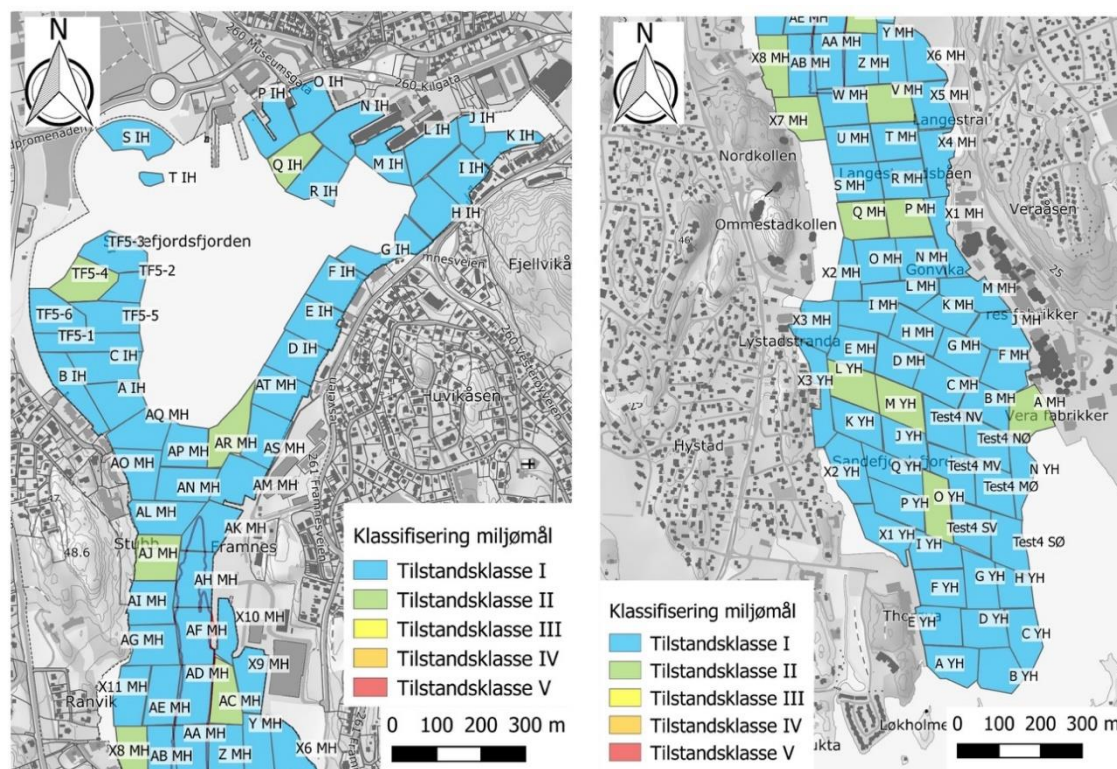 N
260 Museumsgata
O IH
260 Kilgata
P IH
N IH
J IH
L IH
K IH
S IH
Q IH
M IH
I IH
T IH
R IH
H IH
G IH
TF5-3
TF5-2
F IH
Fjellvikå
TF5-4
TF5-6
TF5-5
E IH
TF5-1
D IH
C IH
B IH
A IH
AT MH
Huvikåsen
AQ MH
AR MH
AP MH
AS MH
AO MH
AN MH
AM MH
261 Framnesveien
AL MH
AK MH
Framnes
48.6
AJ MH
AH MH
AI MH
X10 MH
AF MH
AG MH
X9 MH
AD MH
X11 MH
Ranvik
AE MH
AC MH
Y MH
AA MH
X8 MH
AB MH
Z MH
X6 MH
Klassifisering miljømål
Tilstandsklasse I
Tilstandsklasse II
Tilstandsklasse III
Tilstandsklasse IV
Tilstandsklasse V
0 100 200 300 m
N
AE MH
Y MH
AA MH
X6 MH
X8 MH
AB MH
Z MH
W MH
V MH
X5 MH
X7 MH
Langestra
U MH
T MH
X4 MH
Nordkollen
S MH
R MH
Veraåsen
Ommestadkollen
Q MH
P MH
X1 MH
O MH
N MH
Gonvika
X2 MH
L MH
M MH
I MH
K MH
X3 MH
J MH
Lystadstranda
H MH
G MH
E MH
F MH
L YH
D MH
X3 YH
C MH
M YH
B MH
A MH
Vera fabrikker
K YH
Test4 NV
J YH
Test4 NØ
Hystad
X2 YH
Q YH
Test4 MV
N YH
Test4 MØ
O YH
P YH
Test4 SV
X1 YH
I YH
Test4 SØ
G YH
H YH
F YH
E YH
D YH
C YH
A YH
B YH
Løkholme
Klassifisering miljømål
Tilstandsklasse I
Tilstandsklasse II
Tilstandsklasse III
Tilstandsklasse IV
Tilstandsklasse V
0 100 200 300 m